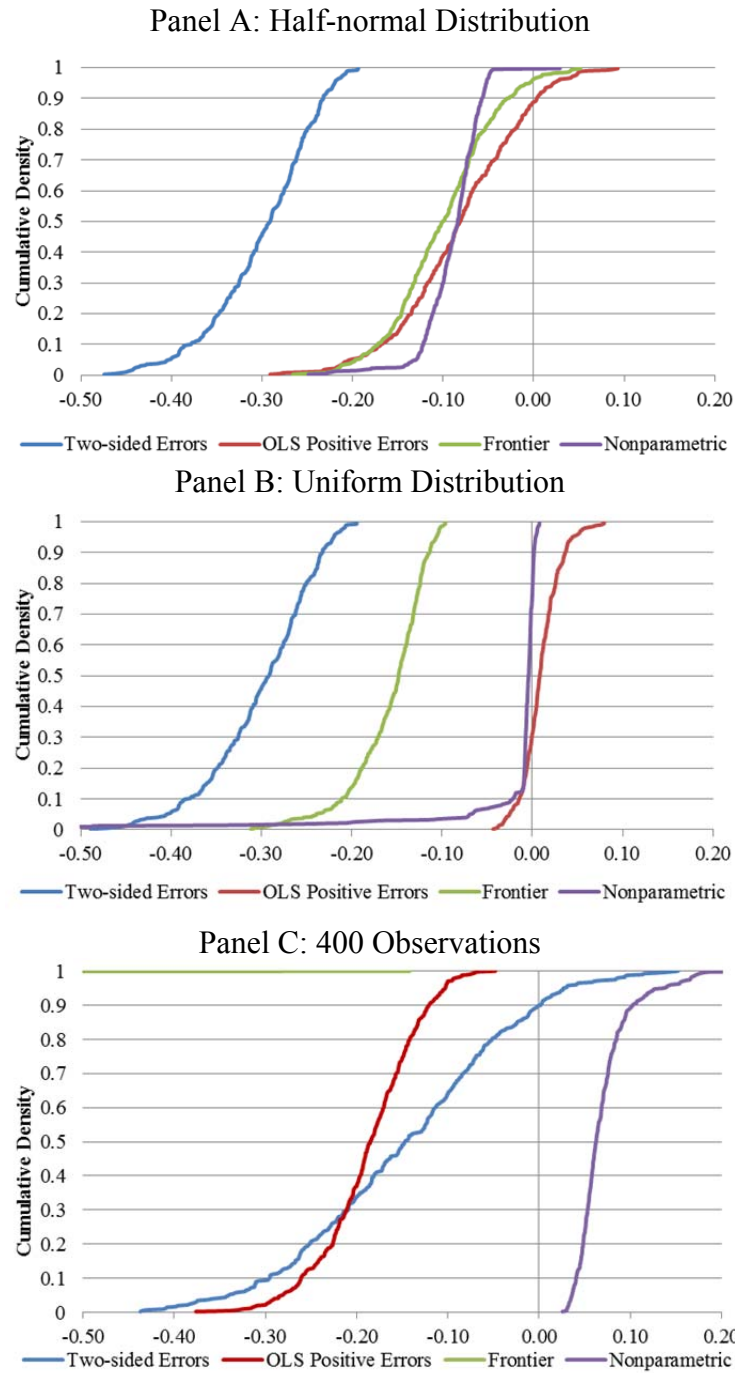 Panel A: Half-normal Distribution
Cumulative Density
1
0.9
0.8
0.7
0.6
0.5
0.4
0.3
0.2
0.1
0
-0.50 -0.40 -0.30 -0.20 -0.10 0.00 0.10 0.20
Two-sided Errors OLS Positive Errors Frontier Nonparametric
Panel B: Uniform Distribution
Cumulative Density
1
0.9
0.8
0.7
0.6
0.5
0.4
0.3
0.2
0.1
0
-0.50 -0.40 -0.30 -0.20 -0.10 0.00 0.10 0.20
Two-sided Errors OLS Positive Errors Frontier Nonparametric
Panel C: 400 Observations
Cumulative Density
1
0.9
0.8
0.7
0.6
0.5
0.4
0.3
0.2
0.1
0
-0.50 -0.40 -0.30 -0.20 -0.10 0.00 0.10 0.20
Two-sided Errors OLS Positive Errors Frontier Nonparametric